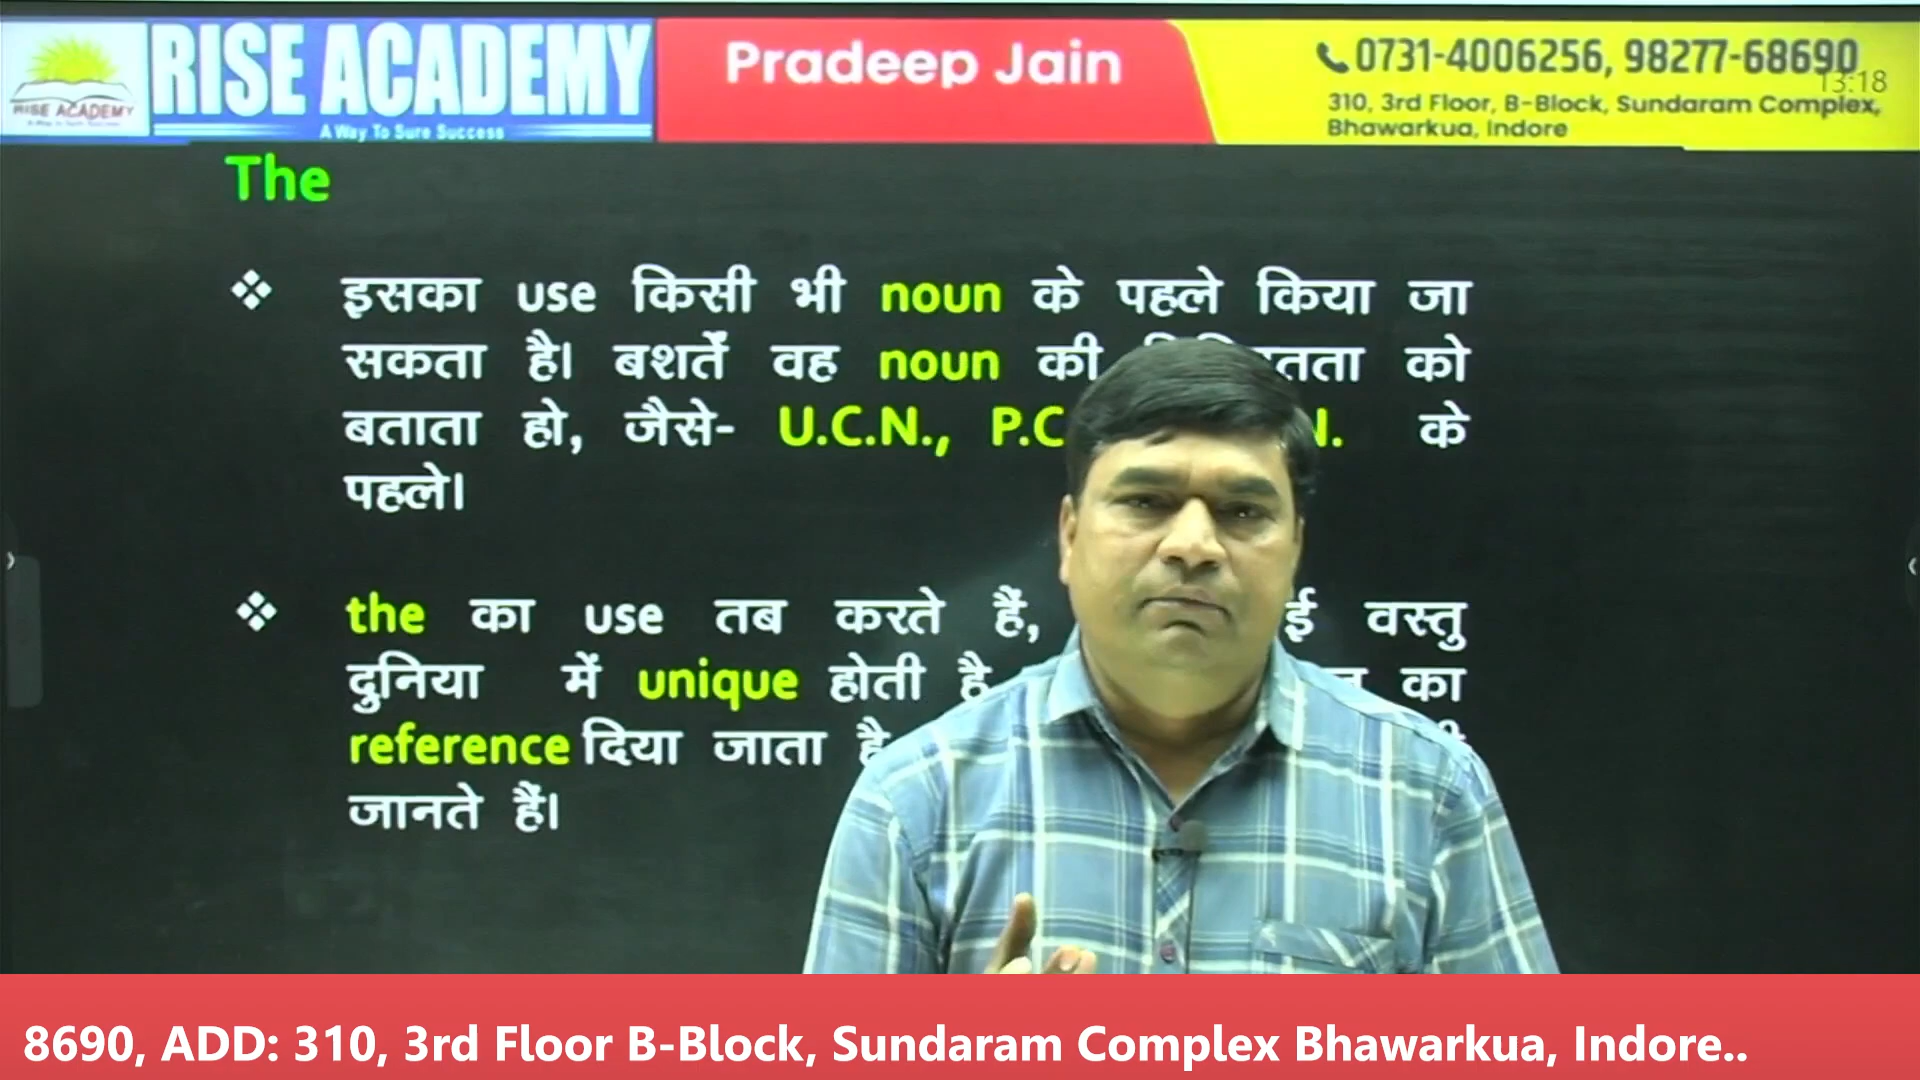 RISE ACADEMY
A Way To Sure Success
RISE ACADEMY
Pradeep Jain
0731-4006256, 98277-68690
13:18
310, 3rd Floor, B-Block, Sundaram Complex,
Bhawarkua, Indore
The
❖ इसका use किसी भी noun के पहले किया जा
सकता है। बशर्ते वह noun की को
बताता हो, जैसे- U.C.N., के
पहले।
❖ the का use तब करते हैं, वस्तु
दुनिया में unique होती है का
reference दिया जाता है
जानते हैं।
8690, ADD: 310, 3rd Floor B-Block, Sundaram Complex Bhawarkua, Indore..